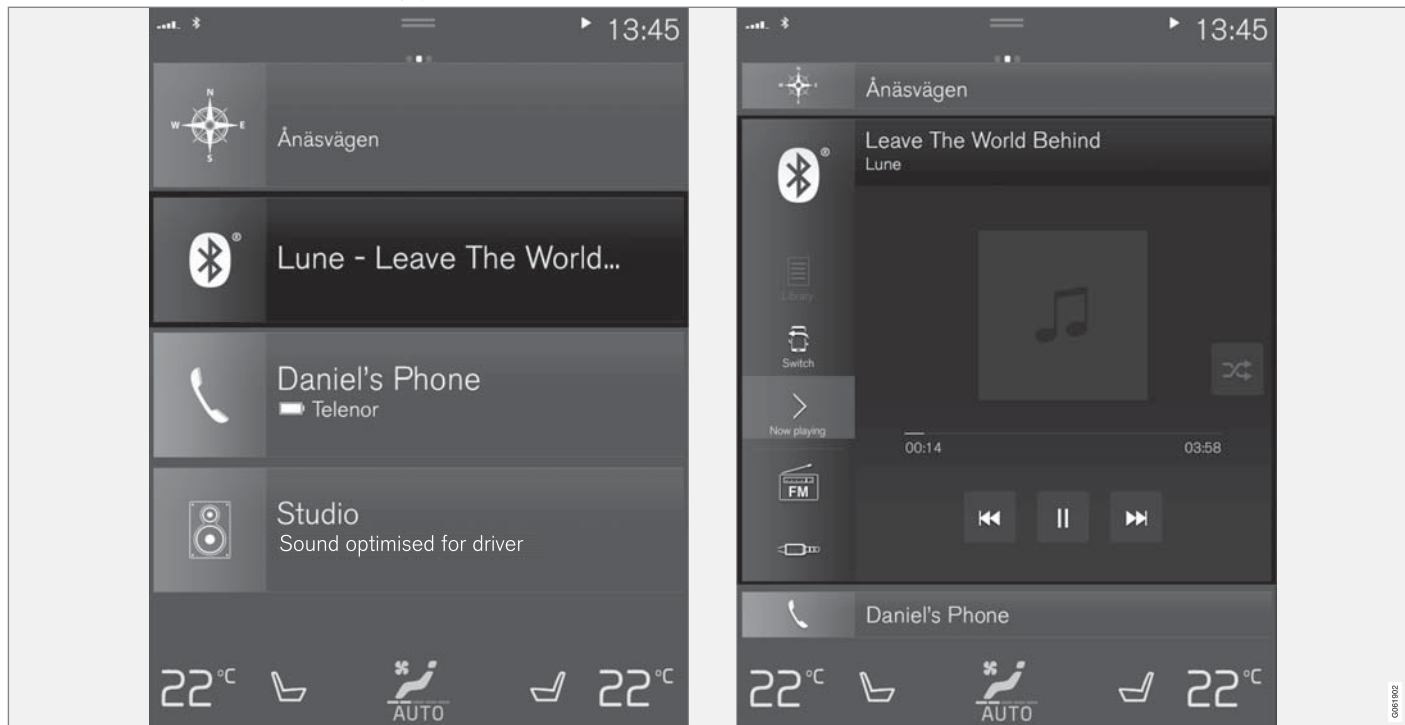 13:45
N
W E
S
Ånäsvägen
®
Lune - Leave The World...
Daniel's Phone
Telenor
Studio
Sound optimised for driver
22°C
AUTO
22°C
13:45
Ånäsvägen
®
Leave The World Behind
Lune
Library
Switch
Now playing
00:14
03:58
FM
Daniel's Phone
22°C
AUTO
22°C
G061902